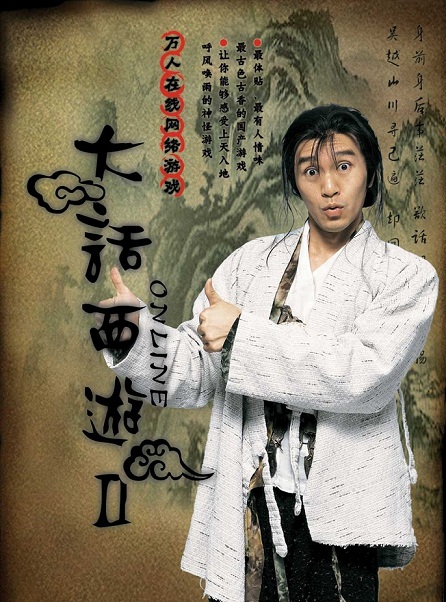 身前身后事茫茫欲话
吴越山川寻己遍却回
最体贴、最有人情味
最古色古香的国产游戏
让你能够感受上天入地
呼风唤雨的神怪游戏
万人在线网络游戏
大話西遊II
ONLINE